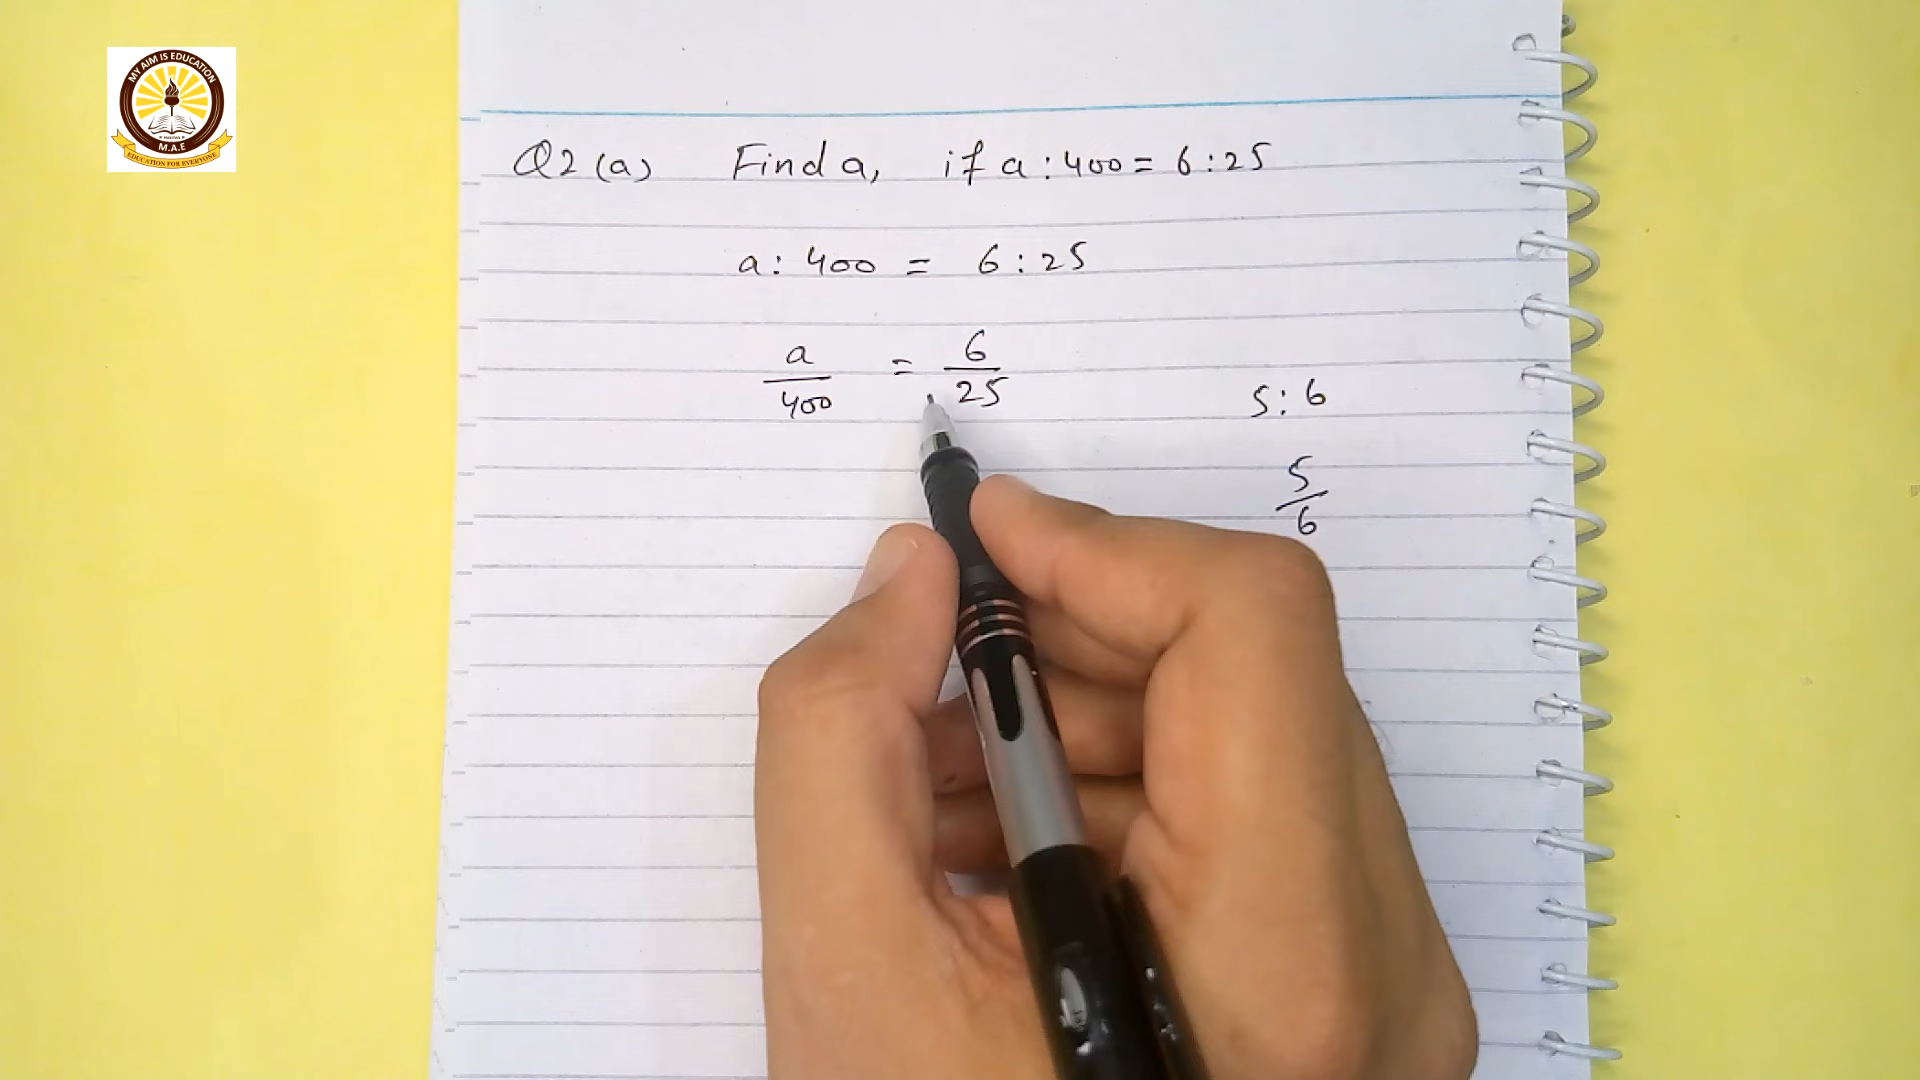 MY AIM IS EDUCATION
M.A.E
EDUCATION FOR EVERYONE
Q2 (a) Find a, if a : 400 = 6 : 25
a : 400 = 6 : 25
a/400 = 6/25
5 : 6
5/6